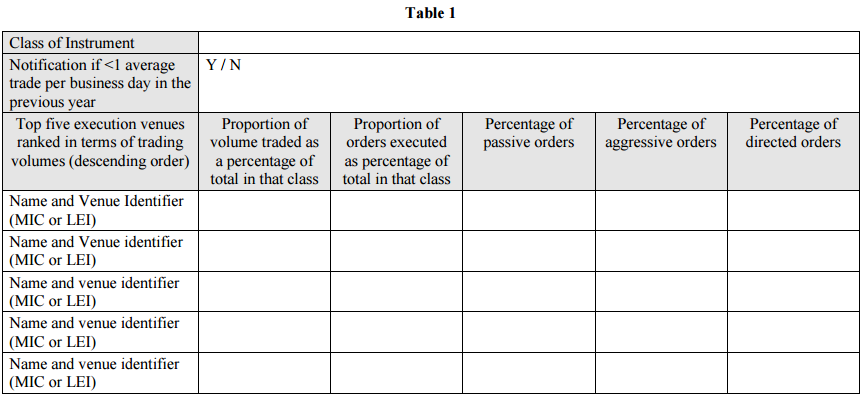 Table 1
Class of Instrument
Notification if <1 average
trade per business day in the
previous year
Y / N
Top five execution venues
ranked in terms of trading
volumes (descending order)
Proportion of
volume traded as
a percentage of
total in that class
Proportion of
orders executed
as percentage of
total in that class
Percentage of
passive orders
Percentage of
aggressive orders
Percentage of
directed orders
Name and Venue Identifier
(MIC or LEI)
Name and Venue identifier
(MIC or LEI)
Name and venue identifier
(MIC or LEI)
Name and venue identifier
(MIC or LEI)
Name and venue identifier
(MIC or LEI)